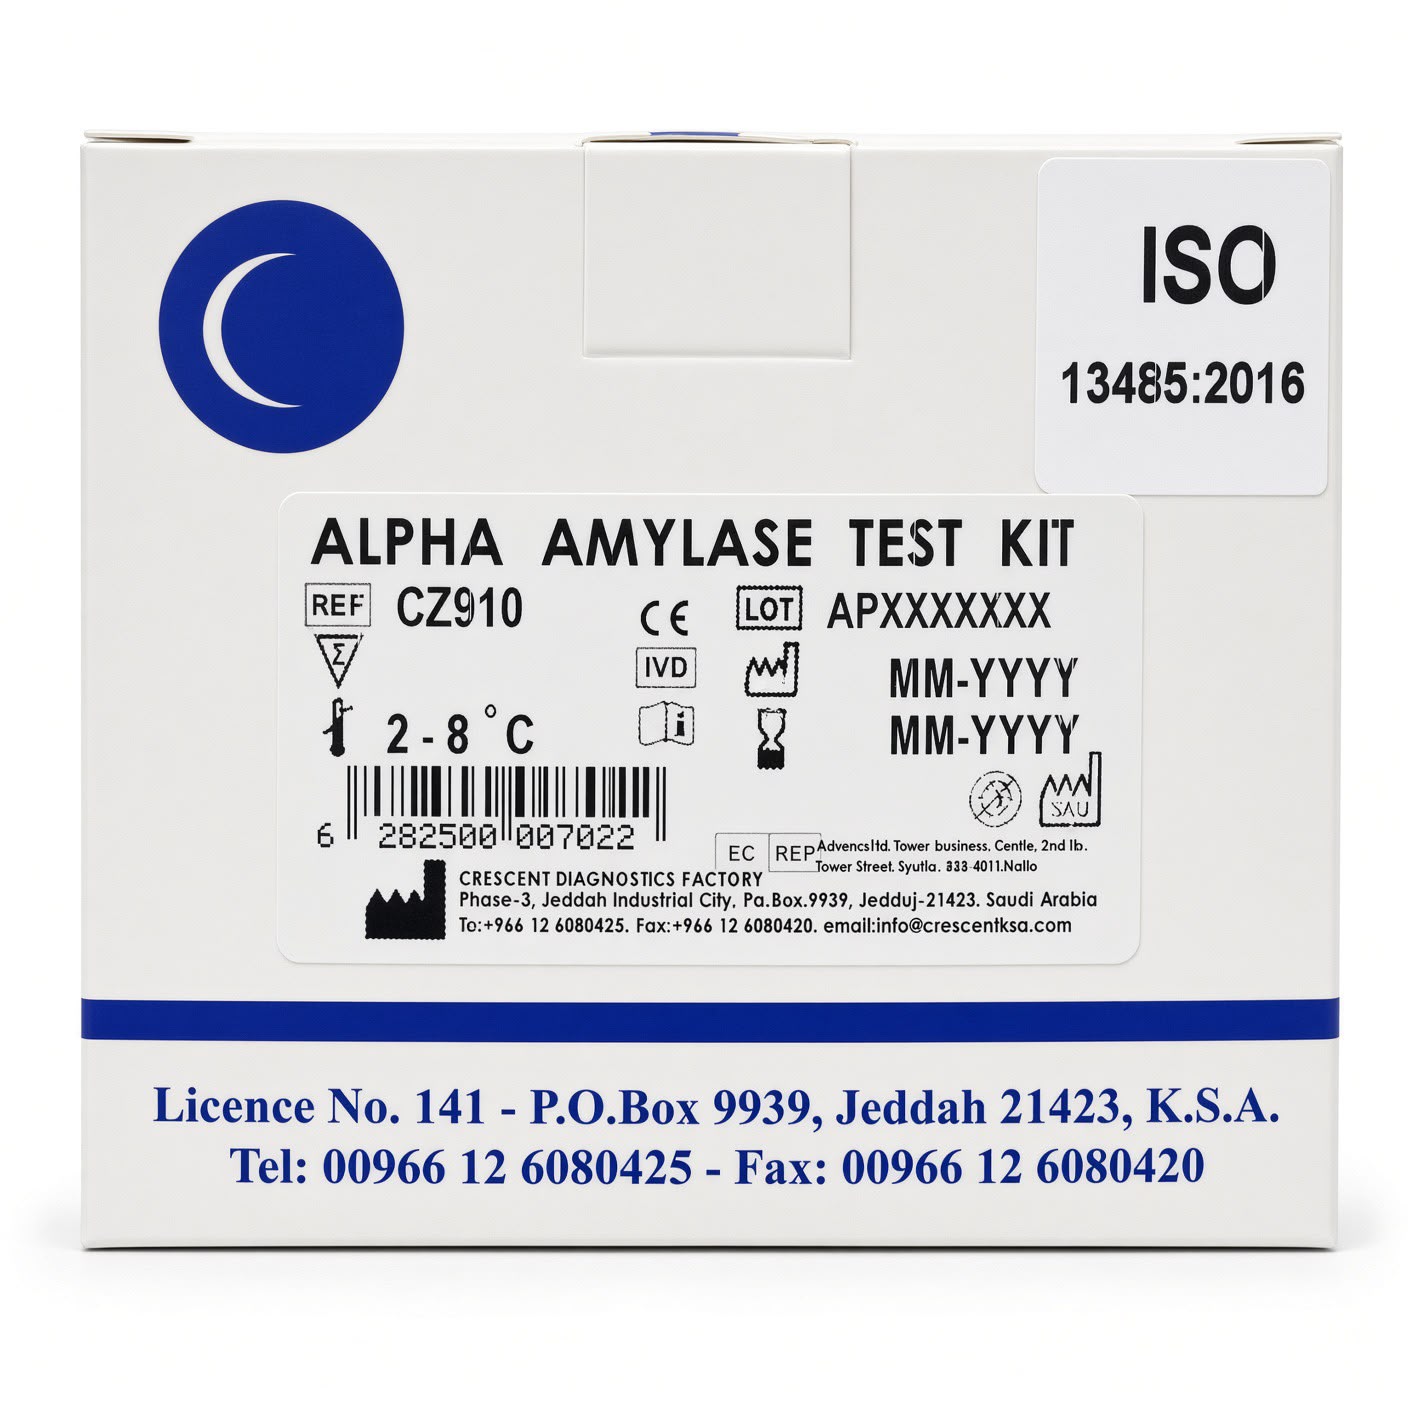 ISO
13485:2016
ALPHA AMYLASE TEST KIT
REF CZ910 CE LOT APXXXXXXX
Σ IVD MM-YYYY
2 - 8 °C i MM-YYYY
SAU
6 282500 007022
EC REP Advencsltd. Tower business. Centle, 2nd lb.
Tower Street. Syutla. 333-4011.Nallo
CRESCENT DIAGNOSTICS FACTORY
Phase-3, Jeddah Industrial City, Pa.Box.9939, Jedduj-21423. Saudi Arabia
To:+966 12 6080425. Fax:+966 12 6080420. email:info@crescentksa.com
Licence No. 141 - P.O.Box 9939, Jeddah 21423, K.S.A.
Tel: 00966 12 6080425 - Fax: 00966 12 6080420